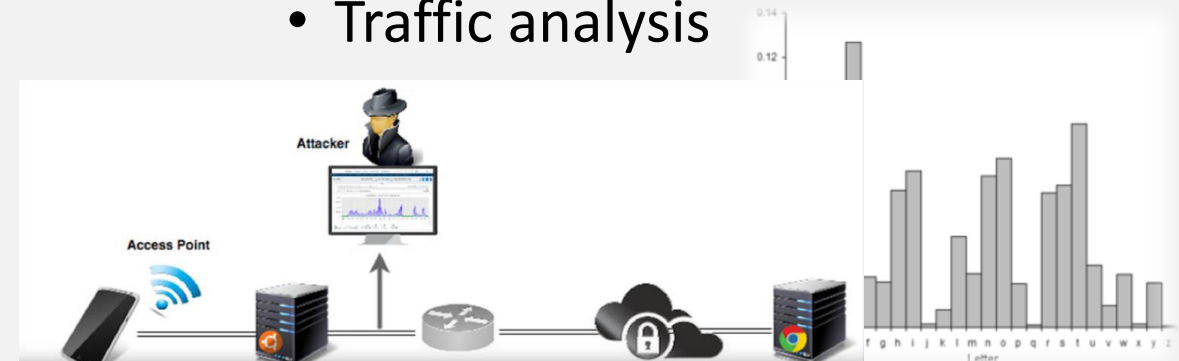 • Traffic analysis
0.14
0.12
Attacker
Access Point
f g h i j k l m n o p q r s t u v w x y z
Letter